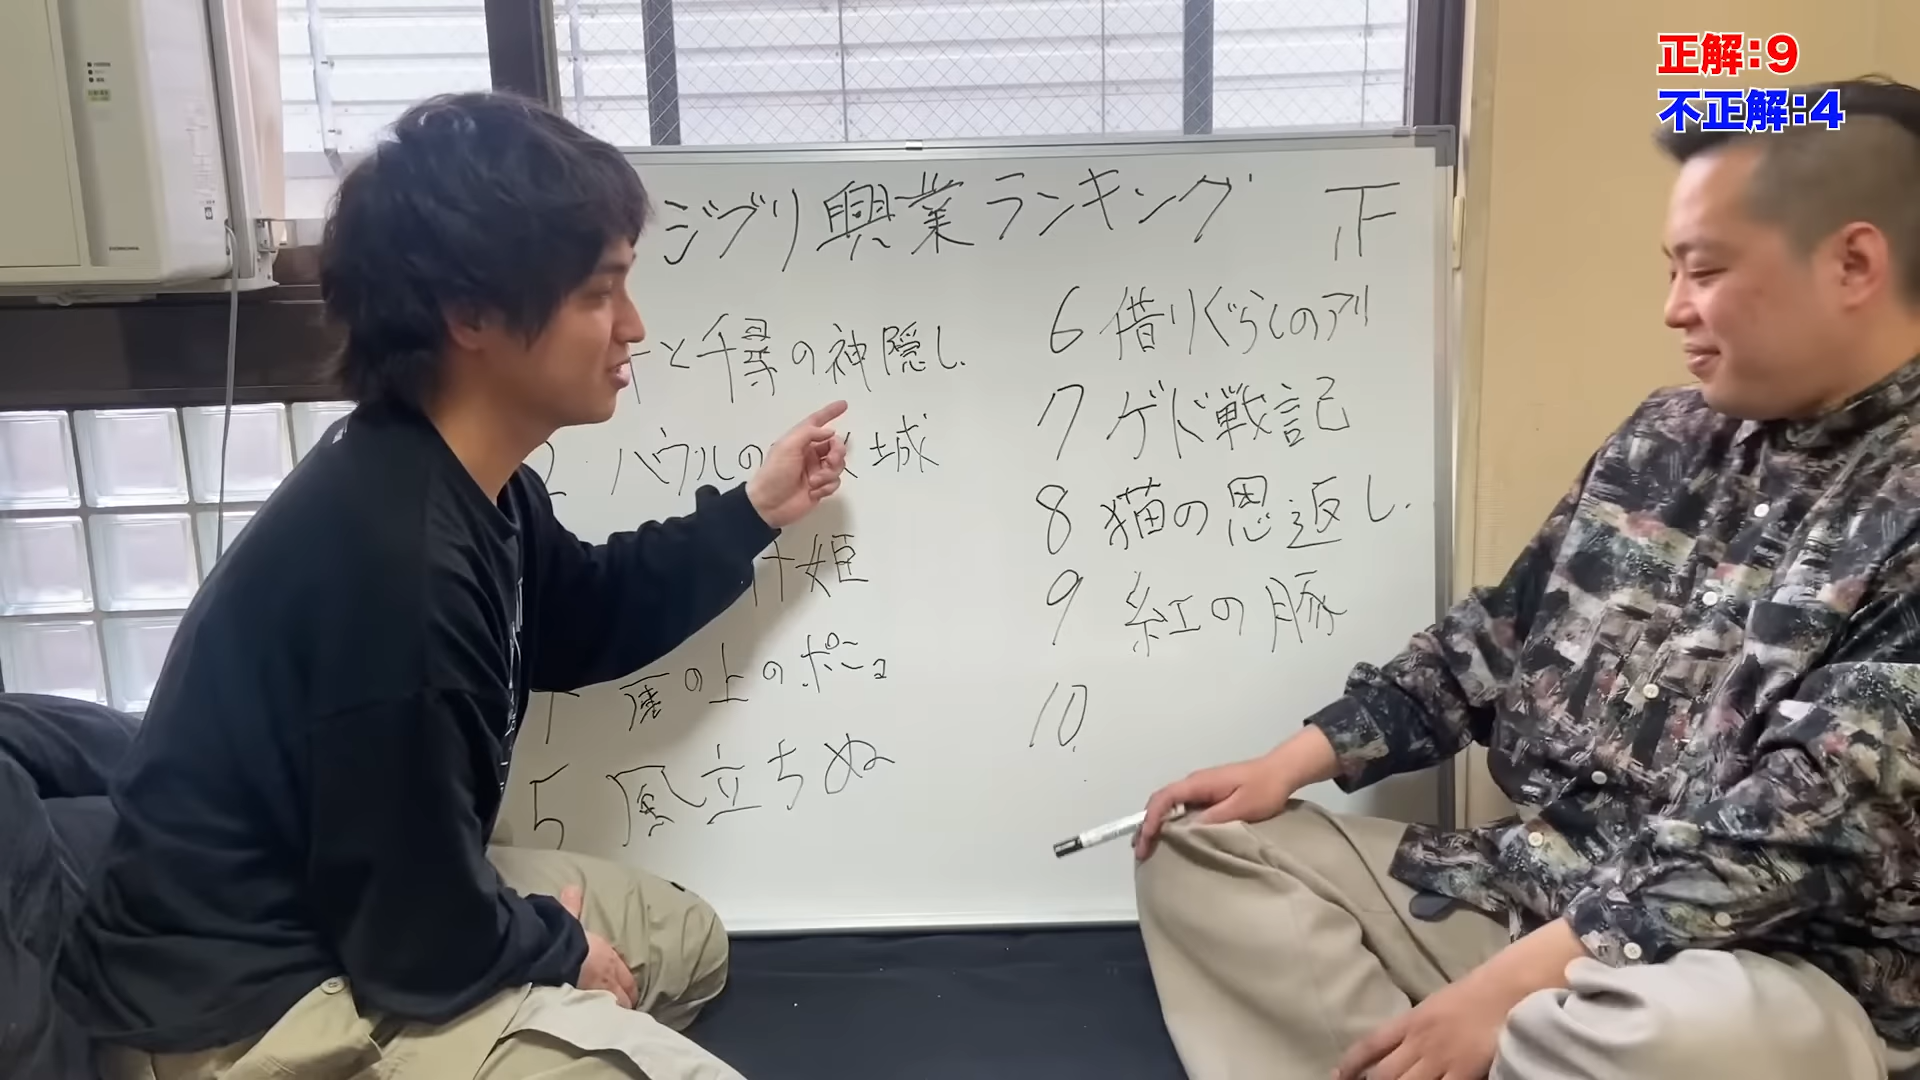 正解:9
不正解:4
ジブリ興業ランキング
と千尋の神隠し
2 ハウルの 城
姫
の上のポニョ
5 風立ちぬ
6 借りぐらしのアリ
7 ゲド戦記
8 猫の恩返し
9 紅の豚
10